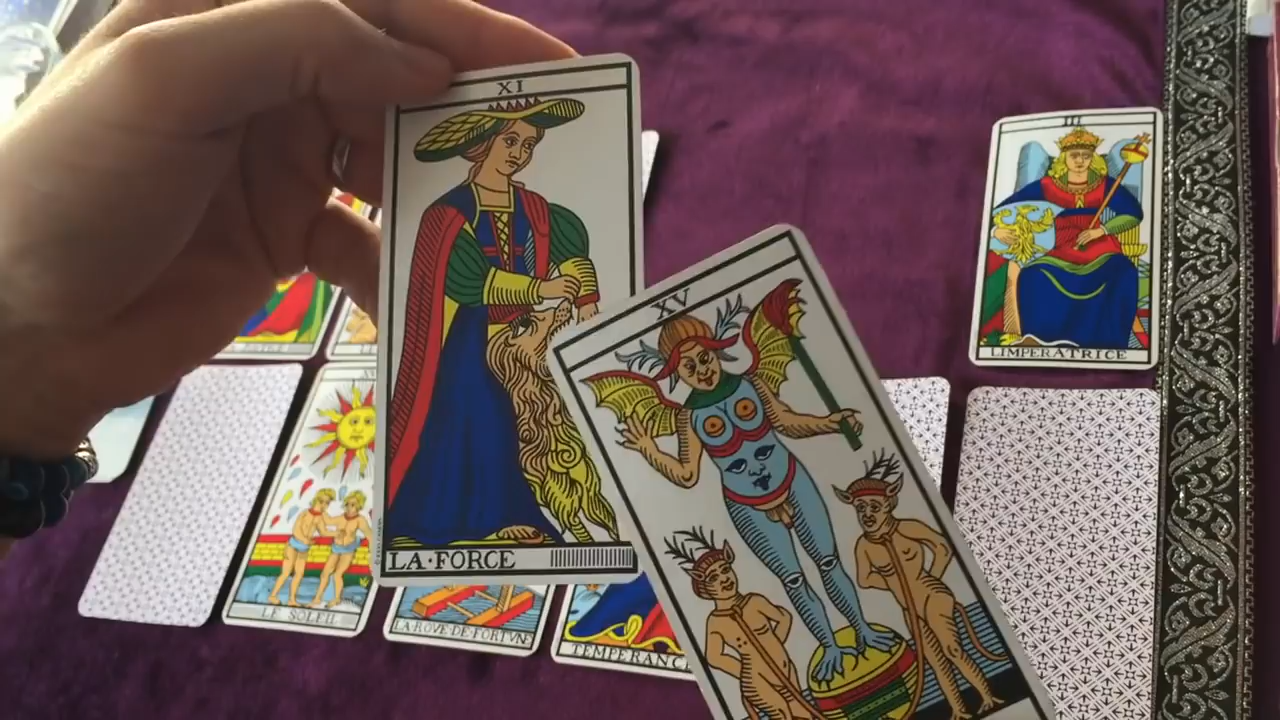 XI
LA·FORCE
XV
III
LIMPERATRICE
LE SOLEIL
LA·ROVE·DE·FORTVNE
TEMPERANC